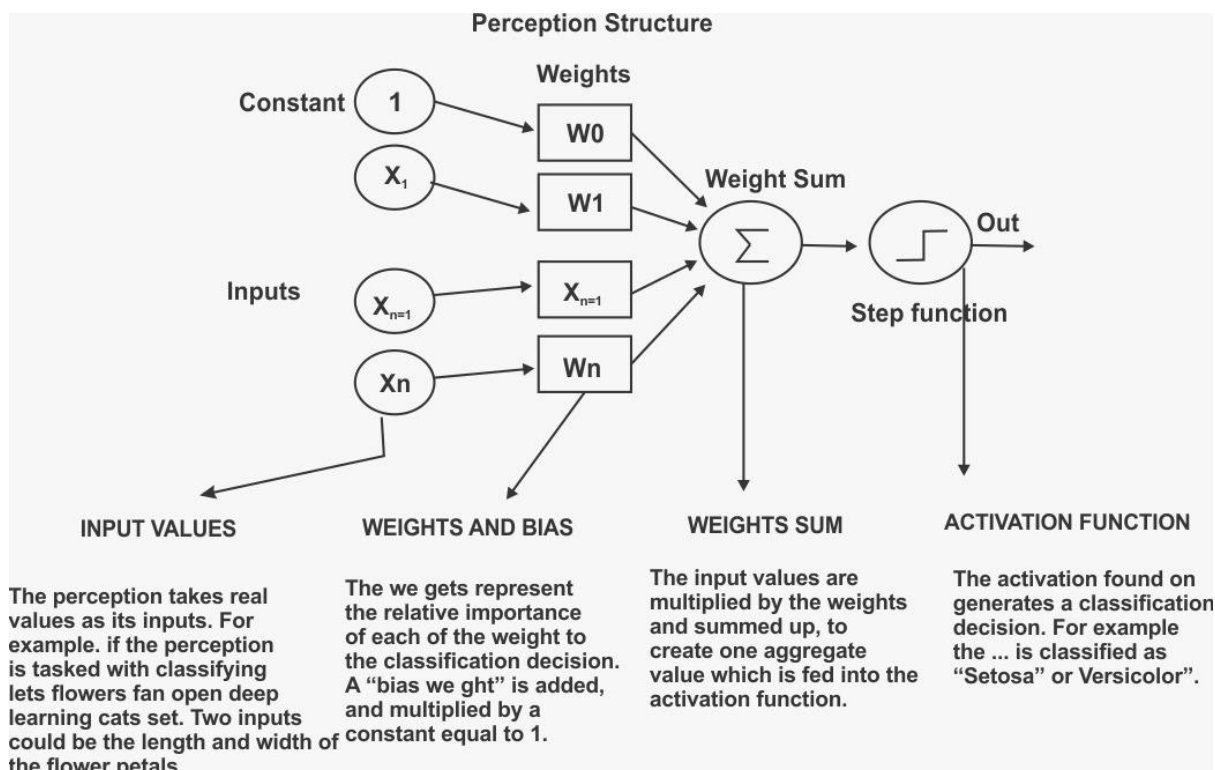 Perception Structure
Weights
Constant
1
W0
X1
W1
Weight Sum
Σ
Out
Inputs
Xn=1
Xn=1
Step function
Xn
Wn
INPUT VALUES
The perception takes real
values as its inputs. For
example. if the perception
is tasked with classifying
lets flowers fan open deep
learning cats set. Two inputs
could be the length and width of
the flower petals
WEIGHTS AND BIAS
The we gets represent
the relative importance
of each of the weight to
the classification decision.
A “bias we ght” is added,
and multiplied by a
constant equal to 1.
WEIGHTS SUM
The input values are
multiplied by the weights
and summed up, to
create one aggregate
value which is fed into the
activation function.
ACTIVATION FUNCTION
The activation found on
generates a classification
decision. For example
the ... is classified as
“Setosa” or Versicolor”.